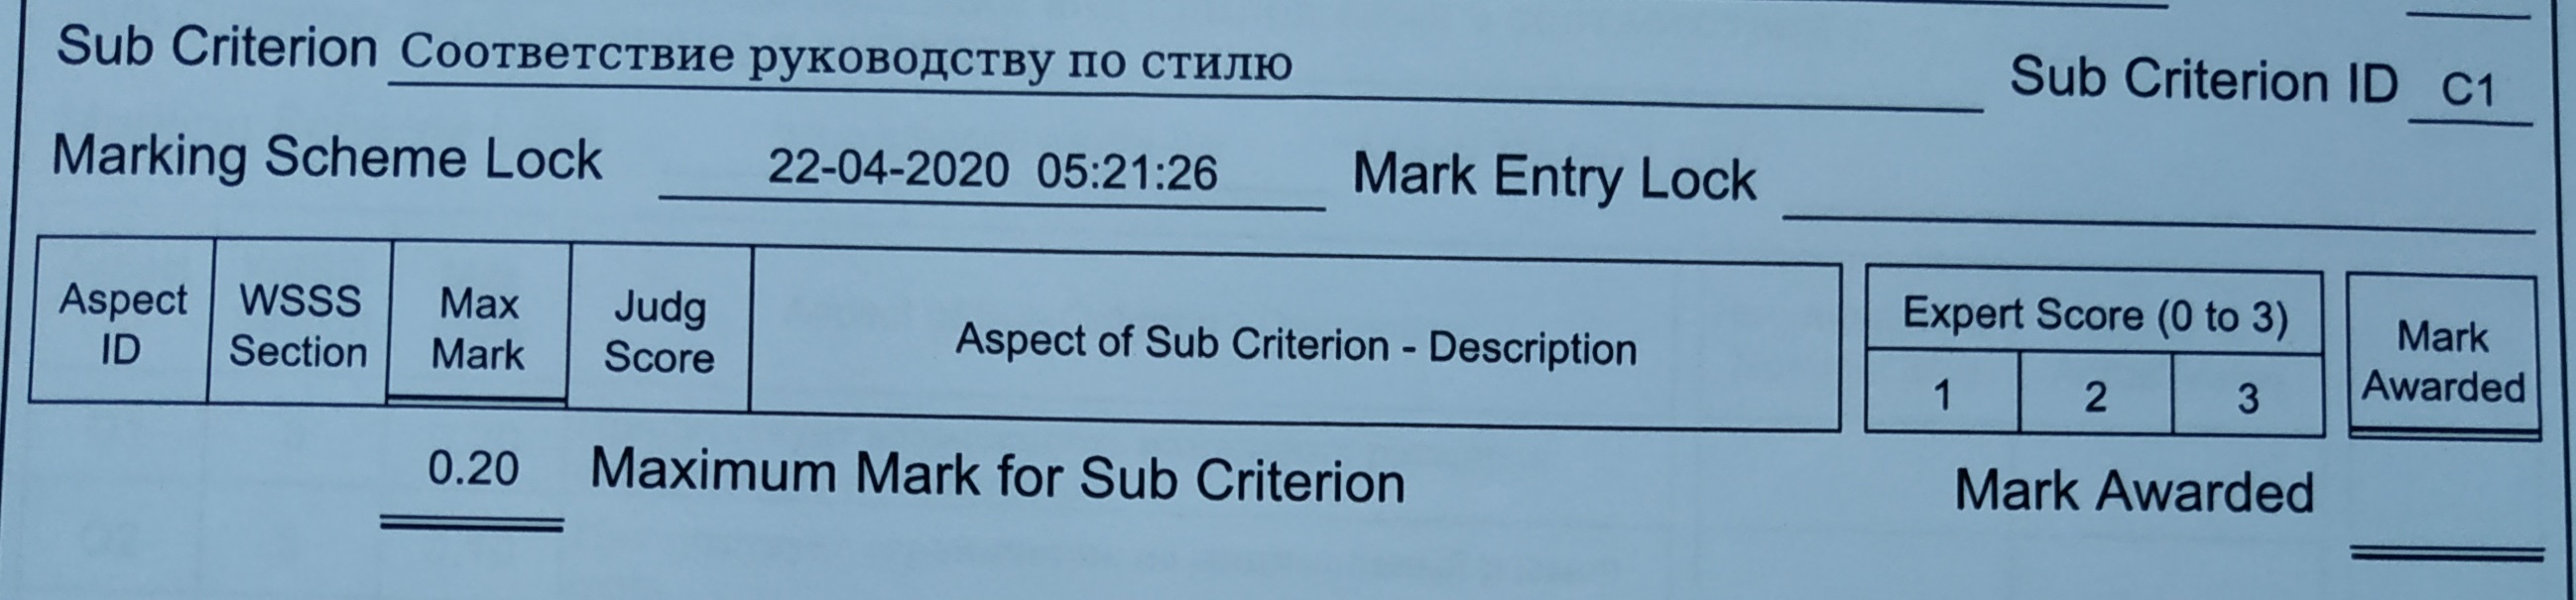 Sub Criterion Соответствие руководству по стилю Sub Criterion ID C1
Marking Scheme Lock 22-04-2020 05:21:26 Mark Entry Lock
Aspect ID WSSS Section Max Mark Judg Score Aspect of Sub Criterion - Description Expert Score (0 to 3) 1 2 3 Mark Awarded
0.20 Maximum Mark for Sub Criterion Mark Awarded